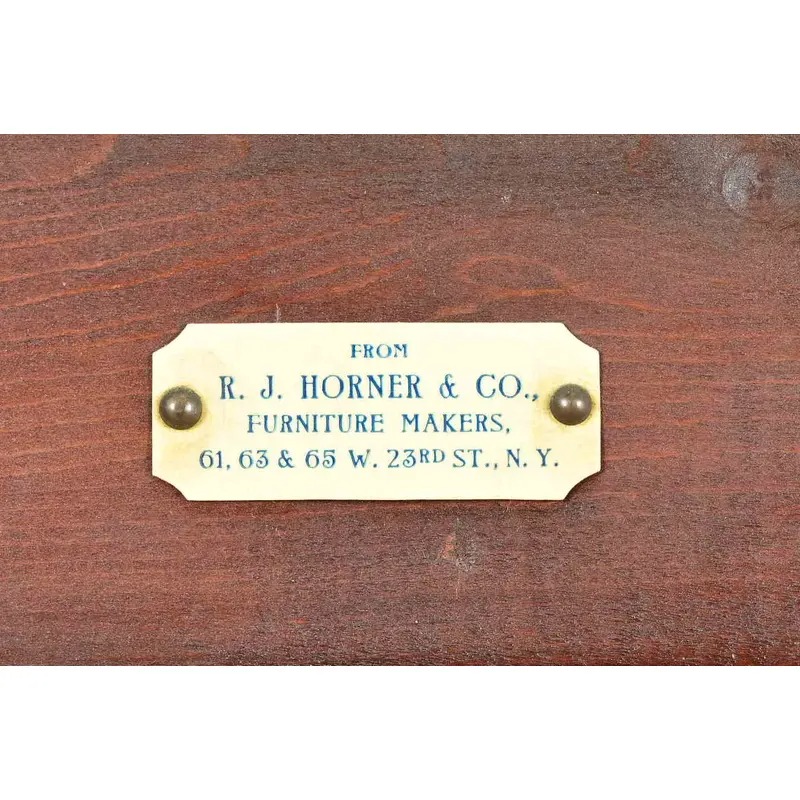 FROM
R. J. HORNER & CO.,
FURNITURE MAKERS,
61, 63 & 65 W. 23RD ST., N. Y.